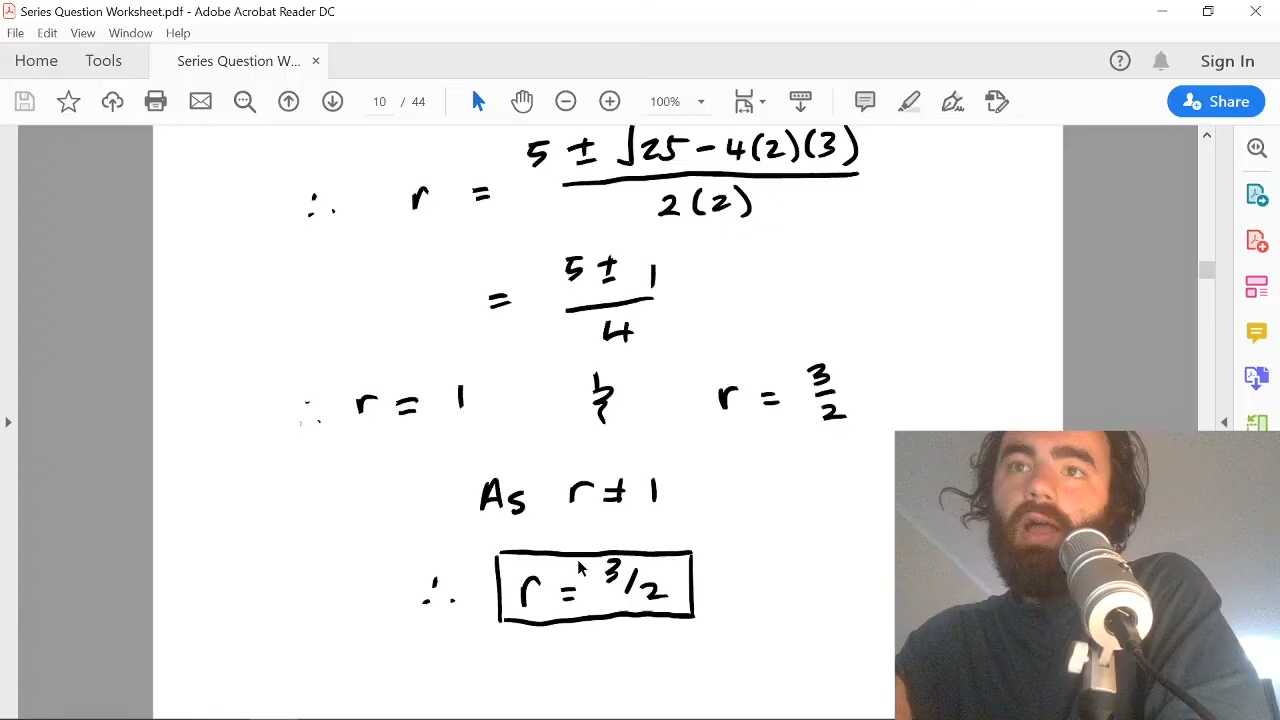 Series Question Worksheet.pdf - Adobe Acrobat Reader DC
File Edit View Window Help
Home Tools Series Question W... × Sign In
10 / 44 100% Share
5 ± √25 - 4(2)(3)
∴ r =
2(2)
5 ± 1
=
4
∴ r = 1 & r = 3/2
As r ≠ 1
∴ r = 3/2